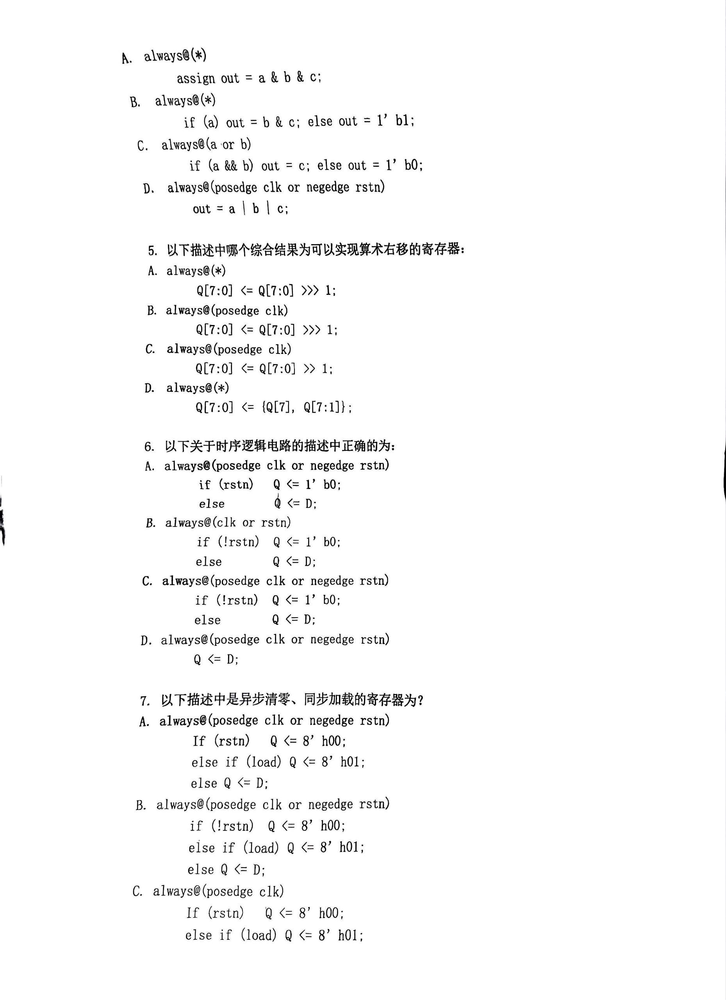 A. always@(*)
assign out = a & b & c;
B. always@(*)
if (a) out = b & c; else out = 1’ b1;
C. always@(a or b)
if (a && b) out = c; else out = 1’ b0;
D. always@(posedge clk or negedge rstn)
out = a | b | c;
5. 以下描述中哪个综合结果为可以实现算术右移的寄存器:
A. always@(*)
Q[7:0] <= Q[7:0] >>> 1;
B. always@(posedge clk)
Q[7:0] <= Q[7:0] >>> 1;
C. always@(posedge clk)
Q[7:0] <= Q[7:0] >> 1;
D. always@(*)
Q[7:0] <= {Q[7], Q[7:1]};
6. 以下关于时序逻辑电路的描述中正确的为:
A. always@(posedge clk or negedge rstn)
if (rstn) Q <= 1’ b0;
else Q <= D;
B. always@(clk or rstn)
if (!rstn) Q <= 1’ b0;
else Q <= D;
C. always@(posedge clk or negedge rstn)
if (!rstn) Q <= 1’ b0;
else Q <= D;
D. always@(posedge clk or negedge rstn)
Q <= D;
7. 以下描述中是异步清零、同步加载的寄存器为?
A. always@(posedge clk or negedge rstn)
If (rstn) Q <= 8’ h00;
else if (load) Q <= 8’ h01;
else Q <= D;
B. always@(posedge clk or negedge rstn)
if (!rstn) Q <= 8’ h00;
else if (load) Q <= 8’ h01;
else Q <= D;
C. always@(posedge clk)
If (rstn) Q <= 8’ h00;
else if (load) Q <= 8’ h01;